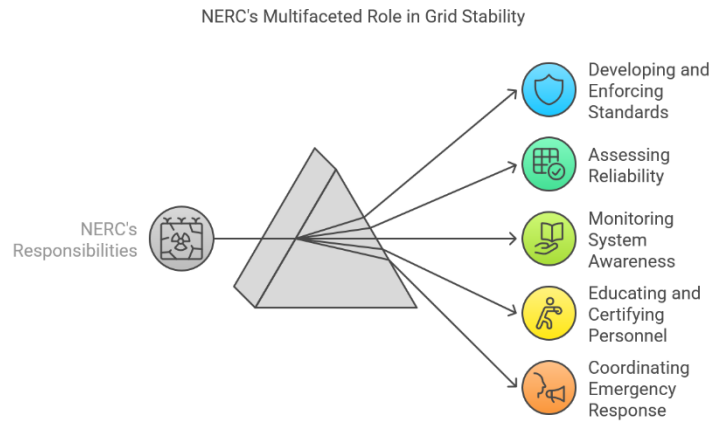 NERC's Multifaceted Role in Grid Stability
NERC's
Responsibilities
Developing and
Enforcing
Standards
Assessing
Reliability
Monitoring
System
Awareness
Educating and
Certifying
Personnel
Coordinating
Emergency
Response